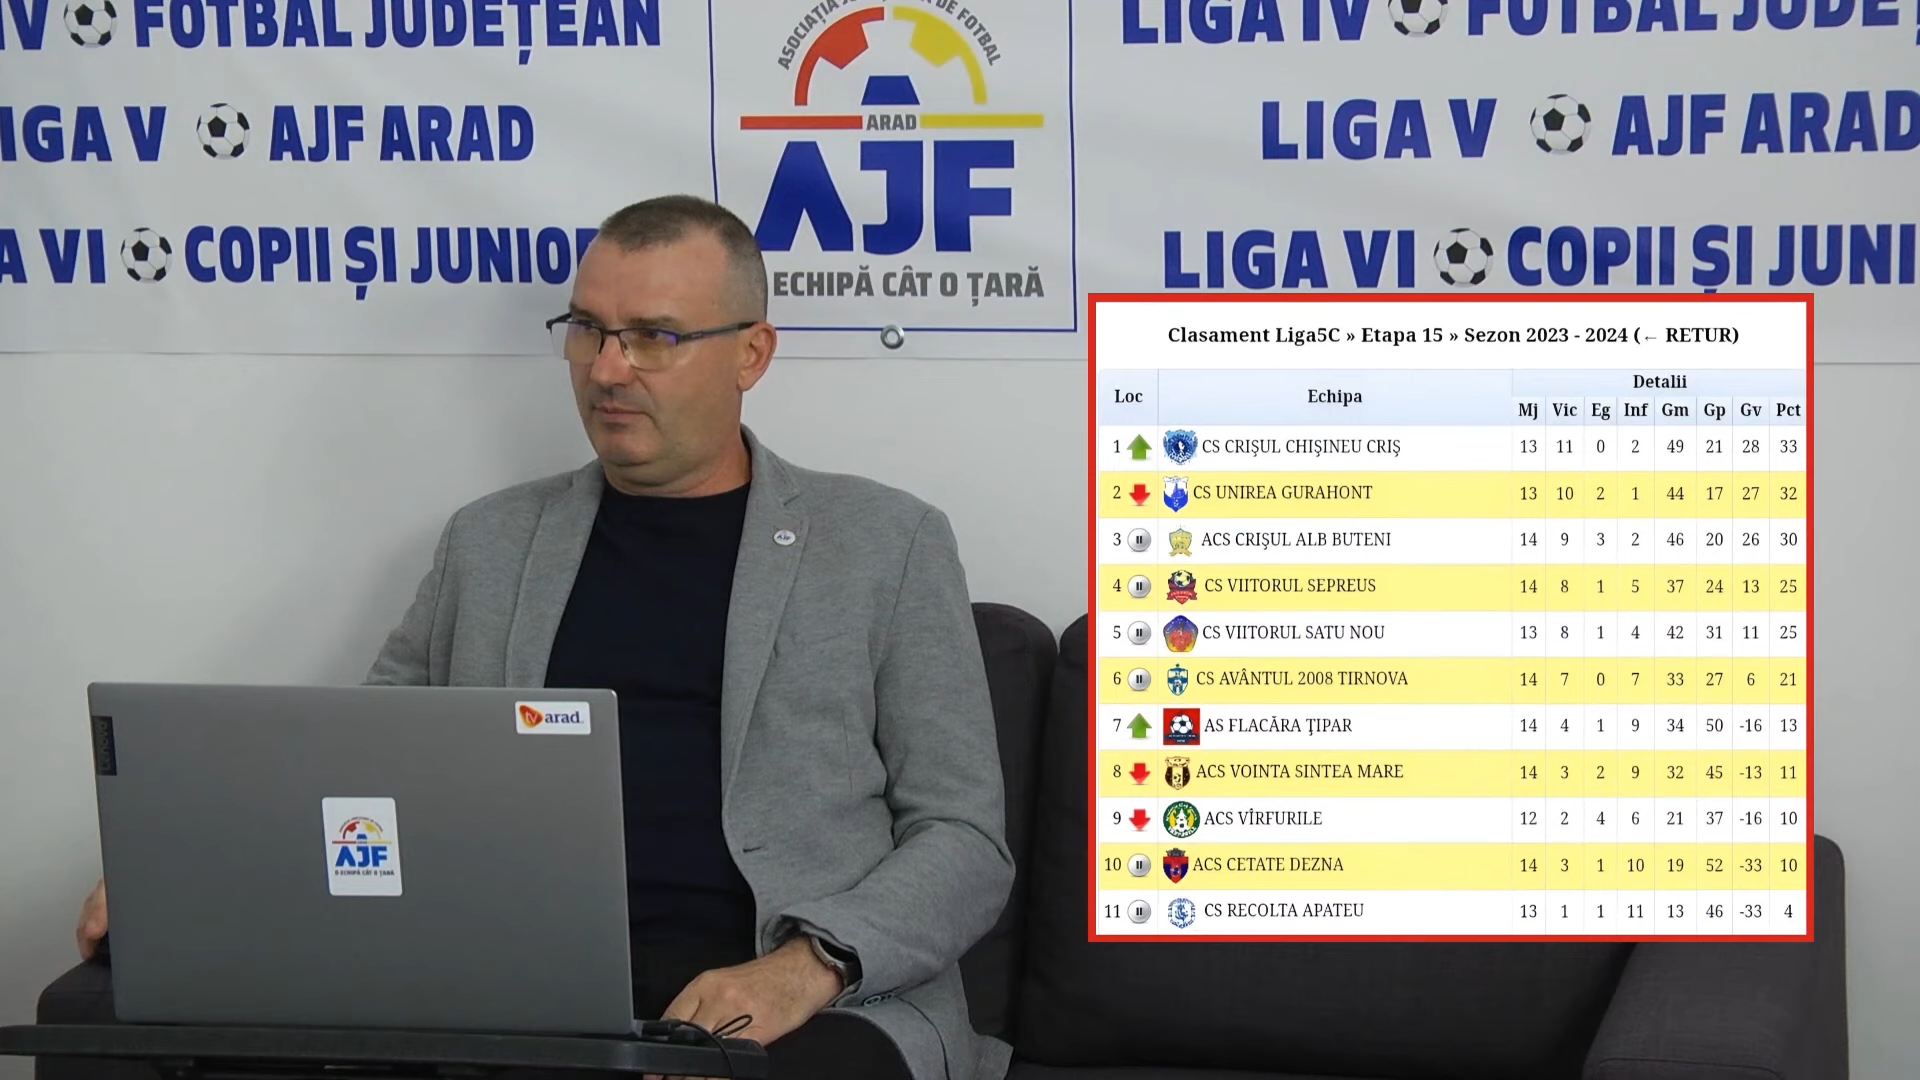 IV FOTBAL JUDEȚEAN
IGA V AJF ARAD
A VI COPII ȘI JUNIO
ASOCIAȚIA
DE FOTBAL
ARAD
AJF
ECHIPĂ CÂT O ȚARĂ
LIGA IV FOTBAL JUDEȚ
LIGA V AJF ARAD
LIGA VI COPII ȘI JUNI
Clasament Liga5C » Etapa 15 » Sezon 2023 - 2024 (← RETUR)
Loc Echipa Detalii
Mj Vic Eg Inf Gm Gp Gv Pct
1 CS CRIŞUL CHIŞINEU CRIŞ 13 11 0 2 49 21 28 33
2 CS UNIREA GURAHONT 13 10 2 1 44 17 27 32
3 ACS CRIŞUL ALB BUTENI 14 9 3 2 46 20 26 30
4 CS VIITORUL SEPREUS 14 8 1 5 37 24 13 25
5 CS VIITORUL SATU NOU 13 8 1 4 42 31 11 25
6 CS AVÂNTUL 2008 TIRNOVA 14 7 0 7 33 27 6 21
7 AS FLACĂRA ŢIPAR 14 4 1 9 34 50 -16 13
8 ACS VOINTA SINTEA MARE 14 3 2 9 32 45 -13 11
9 ACS VÎRFURILE 12 2 4 6 21 37 -16 10
10 ACS CETATE DEZNA 14 3 1 10 19 52 -33 10
11 CS RECOLTA APATEU 13 1 1 11 13 46 -33 4
AJF
Lenovo
tv arad
AJF
O ECHIPĂ CÂT O ȚARĂ